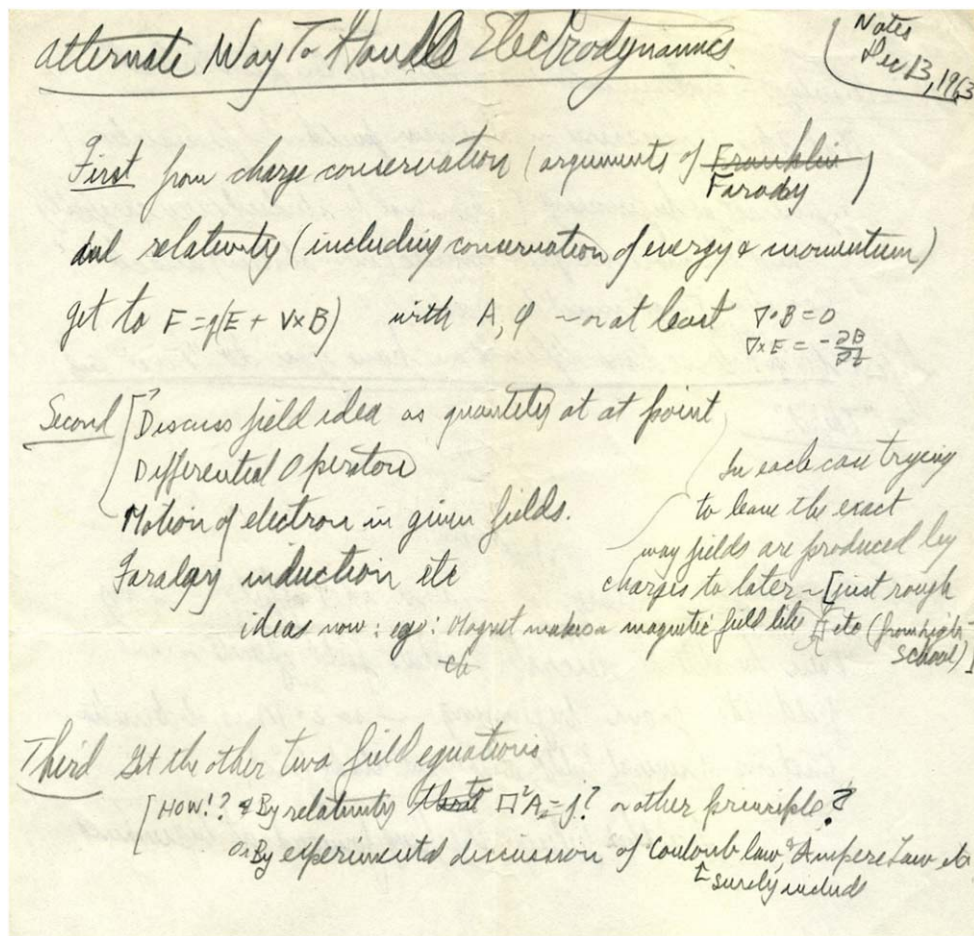 Alternate Way To Handle Electrodynamics.
Notes
Dec 13, 1963
First from charge conservation (arguments of Franklin )
Farady
and relativity (including conservation of energy & momentum)
get to F = q(E + V×B) with A, φ — or at least ∇·B = 0
∇×E = -∂B/∂t
Second [ Discuss field idea as quantity at at point
Differential Operators
Motion of electron in given fields.
Faraday induction etc
In each case trying
to leave the exact
way fields are produced by
charges to later - [just rough
ideas now: eg: Magnet makes a magnetic field like etc (from high-
school)]
Third Get the other two field equations
[HOW!? By relativity □²A = j? or other principle?
Or By experiments discussion of Couloub law, & Ampere Law etc
↑ surely include